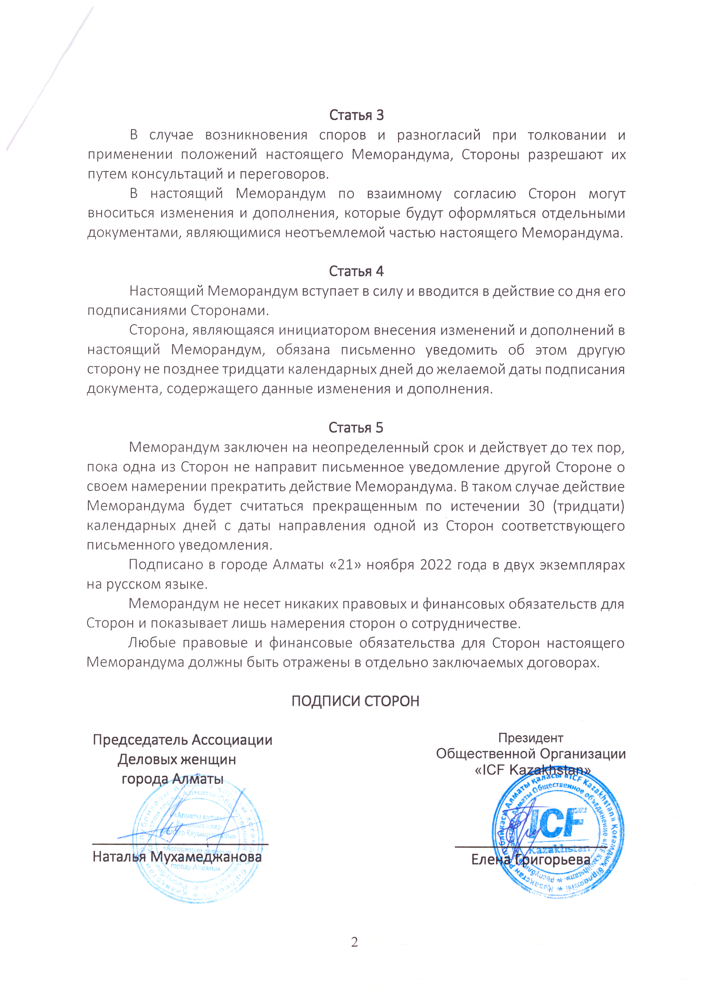 Статья 3
В случае возникновения споров и разногласий при толковании и
применении положений настоящего Меморандума, Стороны разрешают их
путем консультаций и переговоров.
В настоящий Меморандум по взаимному согласию Сторон могут
вноситься изменения и дополнения, которые будут оформляться отдельными
документами, являющимися неотъемлемой частью настоящего Меморандума.
Статья 4
Настоящий Меморандум вступает в силу и вводится в действие со дня его
подписаниями Сторонами.
Сторона, являющаяся инициатором внесения изменений и дополнений в
настоящий Меморандум, обязана письменно уведомить об этом другую
сторону не позднее тридцати календарных дней до желаемой даты подписания
документа, содержащего данные изменения и дополнения.
Статья 5
Меморандум заключен на неопределенный срок и действует до тех пор,
пока одна из Сторон не направит письменное уведомление другой Стороне о
своем намерении прекратить действие Меморандума. В таком случае действие
Меморандума будет считаться прекращенным по истечении 30 (тридцати)
календарных дней с даты направления одной из Сторон соответствующего
письменного уведомления.
Подписано в городе Алматы «21» ноября 2022 года в двух экземплярах
на русском языке.
Меморандум не несет никаких правовых и финансовых обязательств для
Сторон и показывает лишь намерения сторон о сотрудничестве.
Любые правовые и финансовые обязательства для Сторон настоящего
Меморандума должны быть отражены в отдельно заключаемых договорах.
ПОДПИСИ СТОРОН
Председатель Ассоциации
Деловых женщин
города Алматы
Наталья Мухамеджанова
«Алматы қаласы
«Ассоциация деловых
городу Алматы»
Президент
Общественной Организации
«ICF Kazakhstan»
Қазақстан Республикасы Алматы қаласы «ICF Kazakhstan» Қоғамдық бірлестігі
Алматы Общественное объединение «ICF Kazakhstan»
ICF
Kazakhstan
Елена Григорьева
2